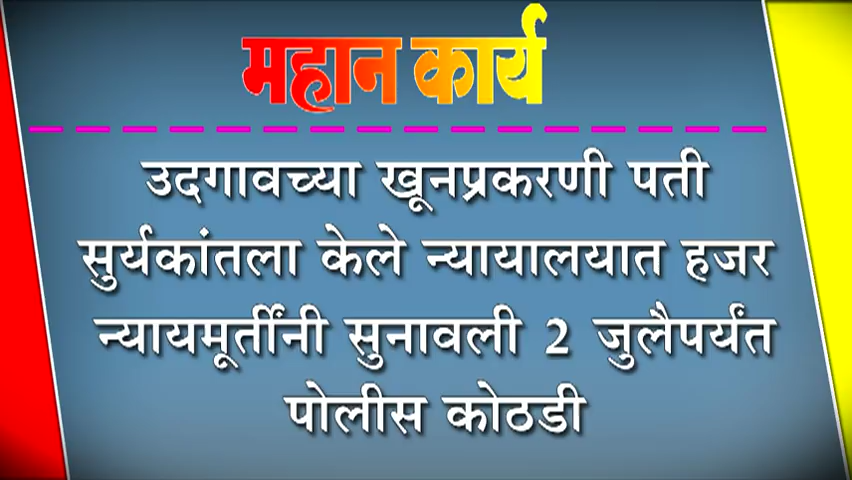 महान कार्य
उदगावच्या खूनप्रकरणी पती
सुर्यकांतला केले न्यायालयात हजर
न्यायमूर्तींनी सुनावली 2 जुलैपर्यंत
पोलीस कोठडी